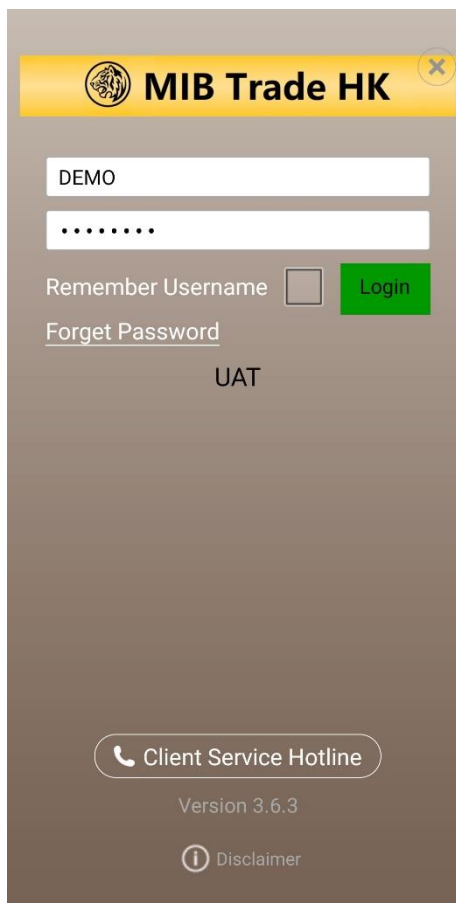 MIB Trade HK
DEMO
••••••••
Remember Username Login
Forget Password
UAT
Client Service Hotline
Version 3.6.3
Disclaimer